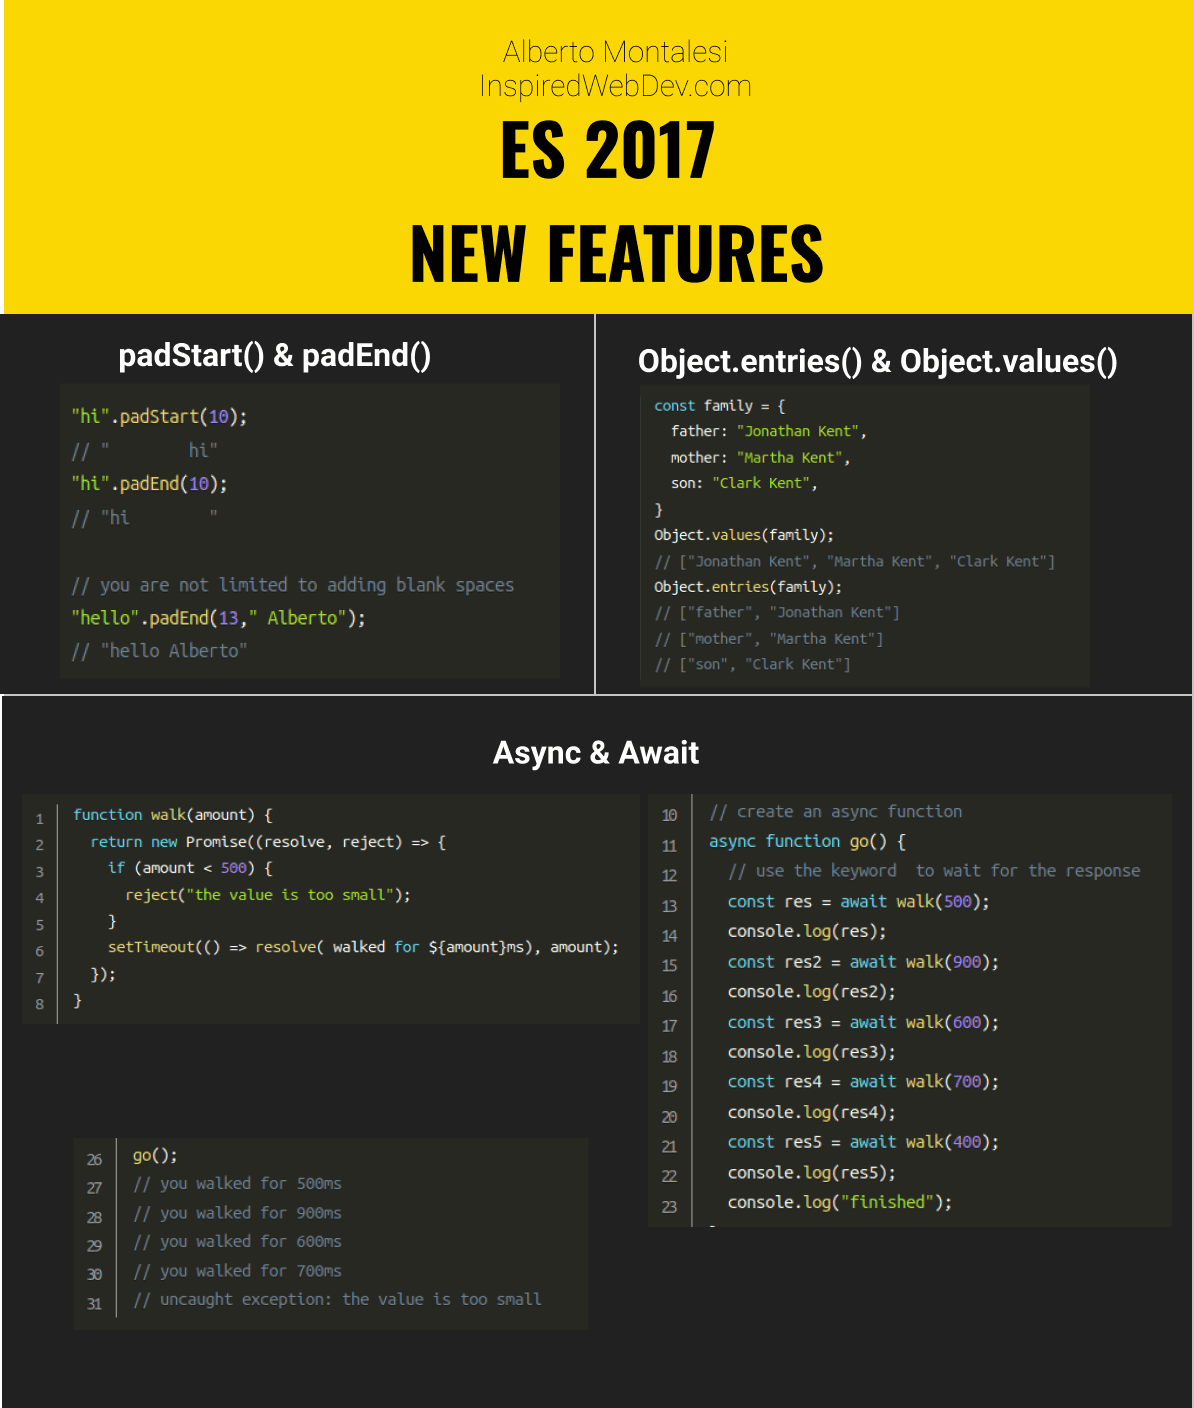 Alberto Montalesi
InspiredWebDev.com
ES 2017
NEW FEATURES
padStart() & padEnd()
"hi".padStart(10);
// "        hi"
"hi".padEnd(10);
// "hi        "
// you are not limited to adding blank spaces
"hello".padEnd(13," Alberto");
// "hello Alberto"
Object.entries() & Object.values()
const family = {
  father: "Jonathan Kent",
  mother: "Martha Kent",
  son: "Clark Kent",
}
Object.values(family);
// ["Jonathan Kent", "Martha Kent", "Clark Kent"]
Object.entries(family);
// ["father", "Jonathan Kent"]
// ["mother", "Martha Kent"]
// ["son", "Clark Kent"]
Async & Await
1 function walk(amount) {
2   return new Promise((resolve, reject) => {
3     if (amount < 500) {
4       reject("the value is too small");
5     }
6     setTimeout(() => resolve( walked for ${amount}ms), amount);
7   });
8 }
10 // create an async function
11 async function go() {
12   // use the keyword  to wait for the response
13   const res = await walk(500);
14   console.log(res);
15   const res2 = await walk(900);
16   console.log(res2);
17   const res3 = await walk(600);
18   console.log(res3);
19   const res4 = await walk(700);
20   console.log(res4);
21   const res5 = await walk(400);
22   console.log(res5);
23   console.log("finished");
26 go();
27 // you walked for 500ms
28 // you walked for 900ms
29 // you walked for 600ms
30 // you walked for 700ms
31 // uncaught exception: the value is too small